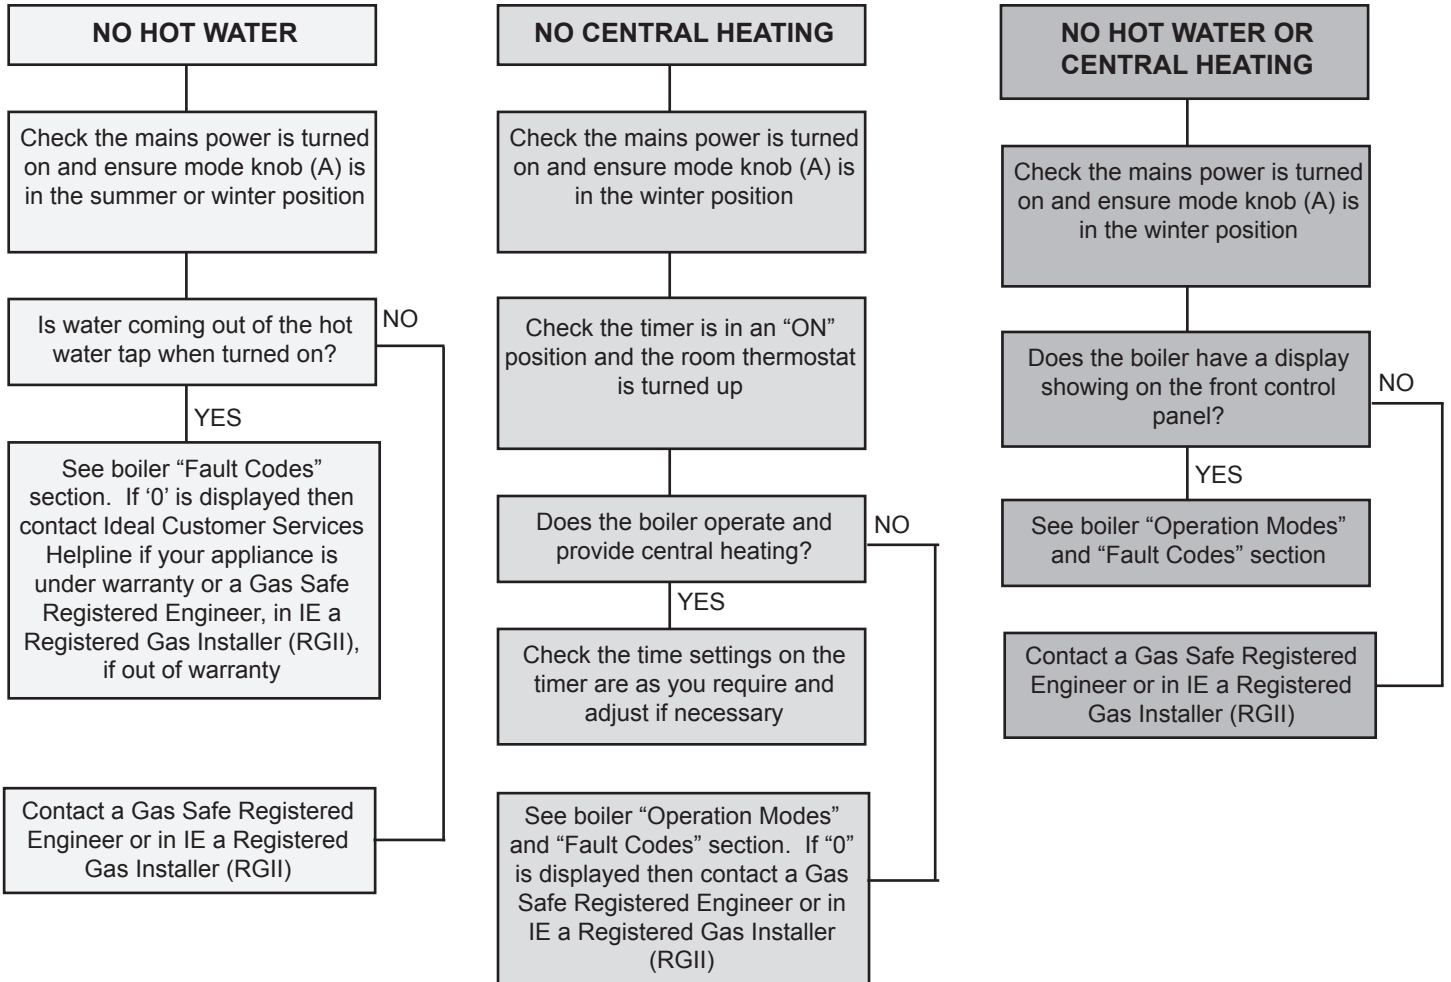 NO HOT WATER
Check the mains power is turned
on and ensure mode knob (A) is
in the summer or winter position
Is water coming out of the hot
water tap when turned on?
NO
YES
See boiler “Fault Codes”
section.  If ‘0’ is displayed then
contact Ideal Customer Services
Helpline if your appliance is
under warranty or a Gas Safe
Registered Engineer, in IE a
Registered Gas Installer (RGII),
if out of warranty
Contact a Gas Safe Registered
Engineer or in IE a Registered
Gas Installer (RGII)
NO CENTRAL HEATING
Check the mains power is turned
on and ensure mode knob (A) is
in the winter position
Check the timer is in an “ON”
position and the room thermostat
is turned up
Does the boiler operate and
provide central heating?
NO
YES
Check the time settings on the
timer are as you require and
adjust if necessary
See boiler “Operation Modes”
and “Fault Codes” section.  If “0”
is displayed then contact a Gas
Safe Registered Engineer or in
IE a Registered Gas Installer
(RGII)
NO HOT WATER OR
CENTRAL HEATING
Check the mains power is turned
on and ensure mode knob (A) is
in the winter position
Does the boiler have a display
showing on the front control
panel?
NO
YES
See boiler “Operation Modes”
and “Fault Codes” section
Contact a Gas Safe Registered
Engineer or in IE a Registered
Gas Installer (RGII)